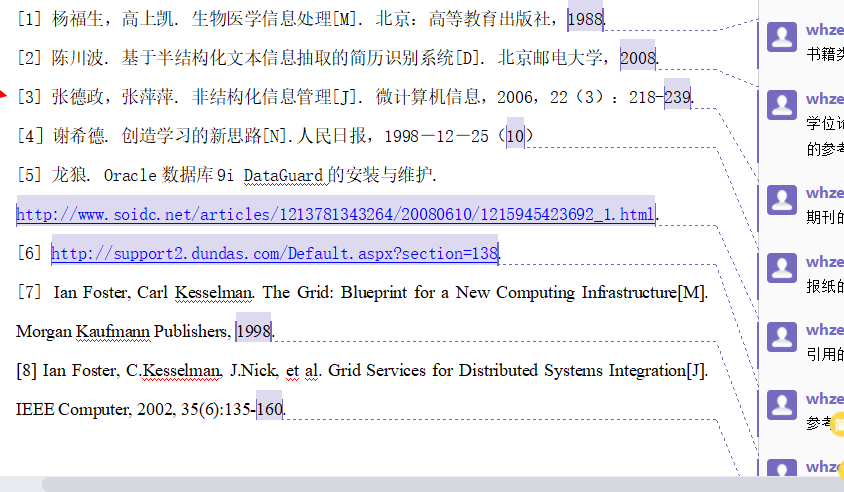 [1] 杨福生，高上凯. 生物医学信息处理[M]. 北京：高等教育出版社，1988.
[2] 陈川波. 基于半结构化文本信息抽取的简历识别系统[D]. 北京邮电大学，2008.
[3] 张德政，张萍萍. 非结构化信息管理[J]. 微计算机信息，2006，22（3）：218-239.
[4] 谢希德. 创造学习的新思路[N].人民日报，1998－12－25（10）
[5] 龙狼. Oracle 数据库 9i DataGuard 的安装与维护.
http://www.soidc.net/articles/1213781343264/20080610/1215945423692_1.html.
[6] http://support2.dundas.com/Default.aspx?section=138.
[7] Ian Foster, Carl Kesselman. The Grid: Blueprint for a New Computing Infrastructure[M].
Morgan Kaufmann Publishers, 1998.
[8] Ian Foster, C.Kesselman, J.Nick, et al. Grid Services for Distributed Systems Integration[J].
IEEE Computer, 2002, 35(6):135-160.
whze
书籍类
whze
学位论
的参考
whze
期刊的
whze
报纸的
whze
引用的
whze
参考
whze